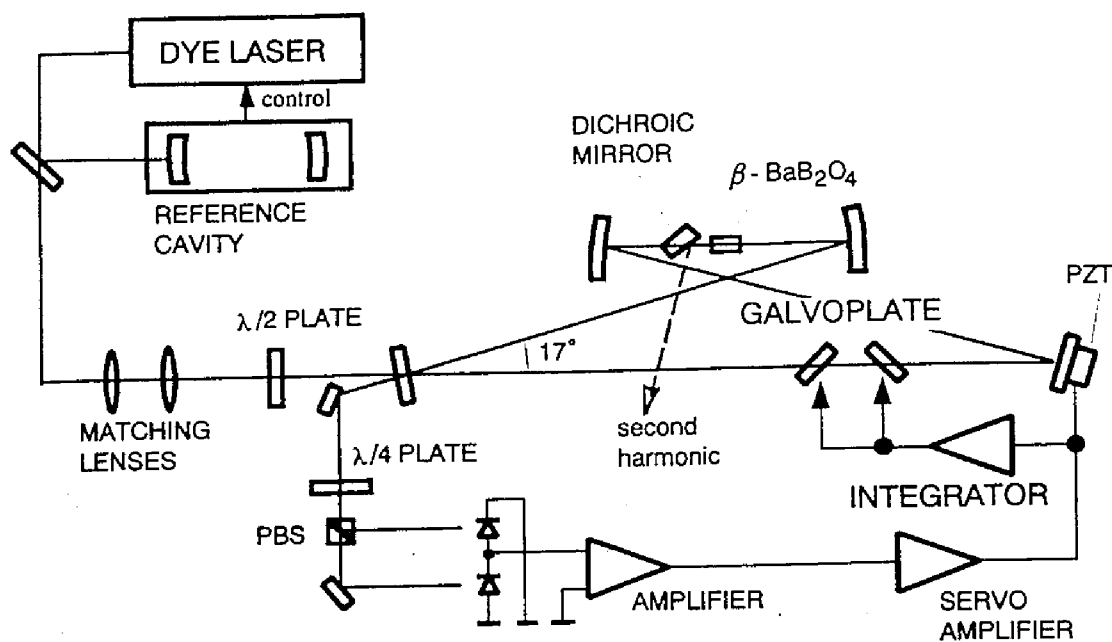 DYE LASER
control
REFERENCE
CAVITY
DICHROIC
MIRROR
β - BaB₂O₄
PZT
λ/2 PLATE
GALVOPLATE
17°
MATCHING
LENSES
second
harmonic
λ/4 PLATE
INTEGRATOR
PBS
AMPLIFIER
SERVO
AMPLIFIER